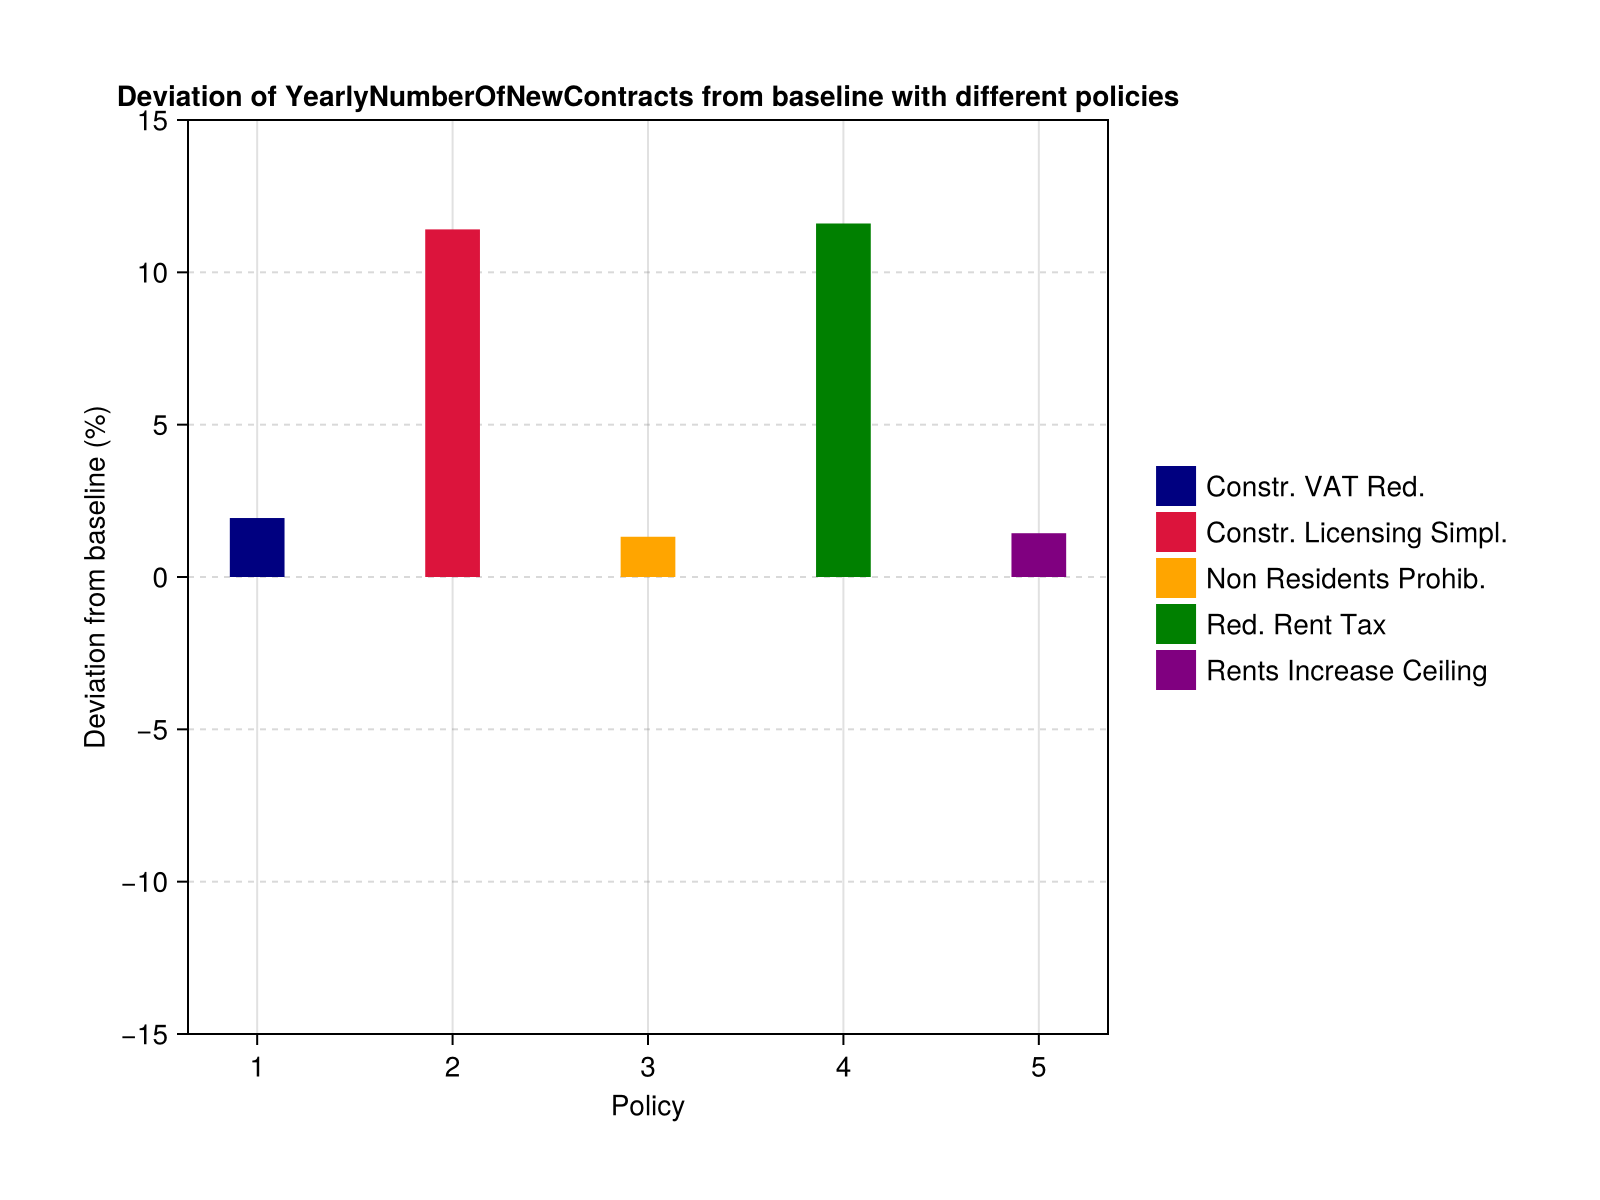 Deviation of YearlyNumberOfNewContracts from baseline with different policies
15
10
5
0
−5
−10
−15
Deviation from baseline (%)
1 2 3 4 5
Policy
Constr. VAT Red.
Constr. Licensing Simpl.
Non Residents Prohib.
Red. Rent Tax
Rents Increase Ceiling